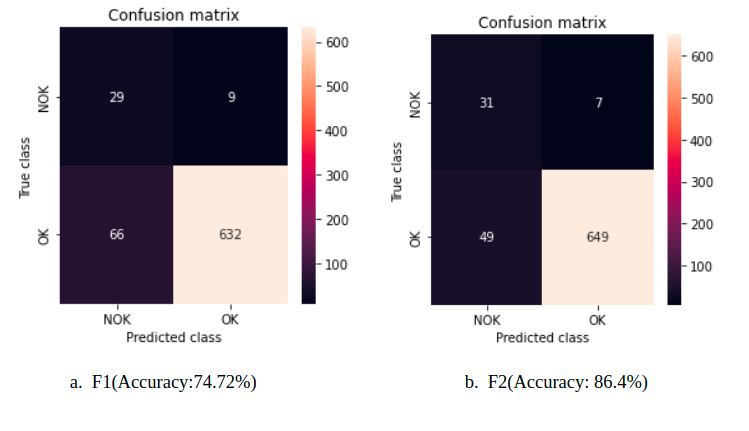 Confusion matrix
NOK
OK
True class
29 9
66 632
NOK OK
Predicted class
600
500
400
300
200
100
a. F1(Accuracy:74.72%)
Confusion matrix
NOK
OK
True class
31 7
49 649
NOK OK
Predicted class
600
500
400
300
200
100
b. F2(Accuracy: 86.4%)